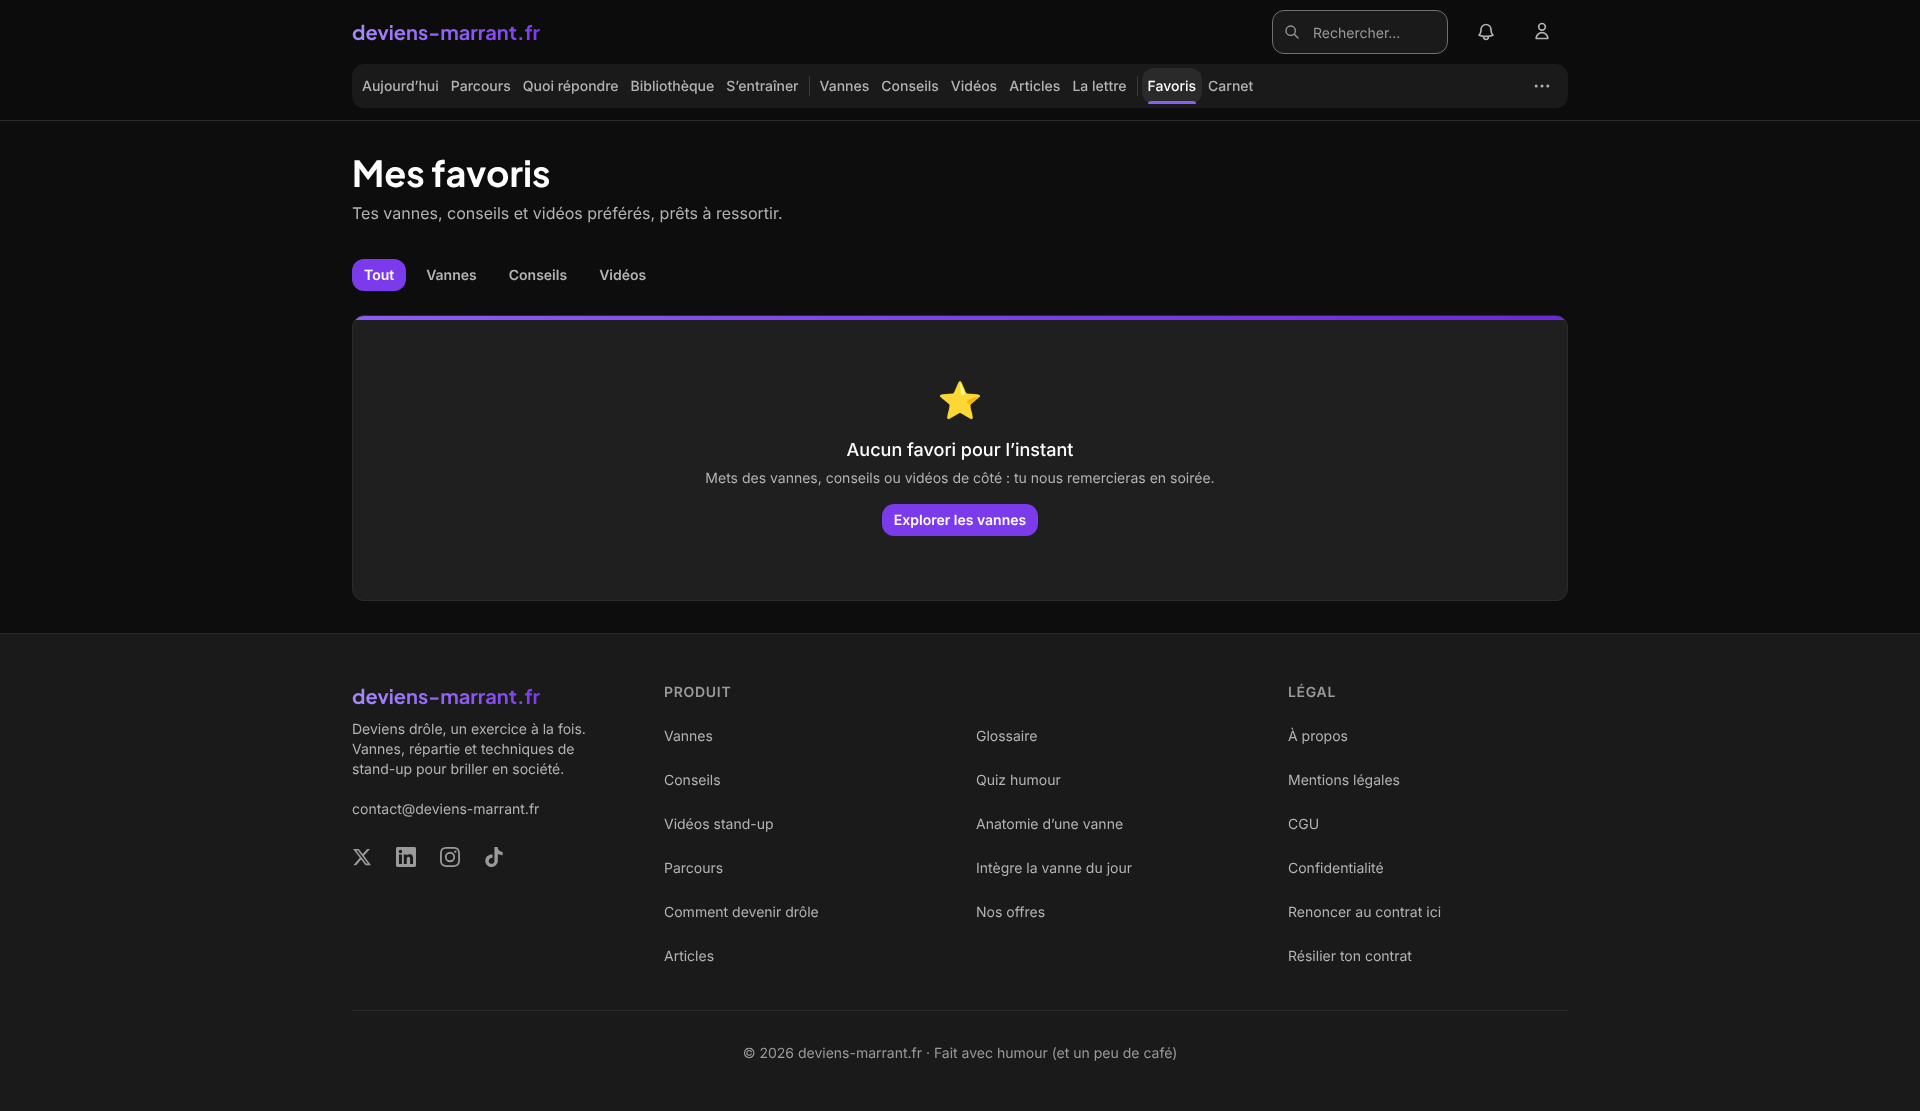 deviens-marrant.fr
Rechercher...
Aujourd’hui Parcours Quoi répondre Bibliothèque S’entraîner Vannes Conseils Vidéos Articles La lettre Favoris Carnet
Mes favoris
Tes vannes, conseils et vidéos préférés, prêts à ressortir.
Tout Vannes Conseils Vidéos
Aucun favori pour l’instant
Mets des vannes, conseils ou vidéos de côté : tu nous remercieras en soirée.
Explorer les vannes
deviens-marrant.fr
Deviens drôle, un exercice à la fois.
Vannes, répartie et techniques de
stand-up pour briller en société.
contact@deviens-marrant.fr
PRODUIT
Vannes
Conseils
Vidéos stand-up
Parcours
Comment devenir drôle
Articles
Glossaire
Quiz humour
Anatomie d’une vanne
Intègre la vanne du jour
Nos offres
LÉGAL
À propos
Mentions légales
CGU
Confidentialité
Renoncer au contrat ici
Résilier ton contrat
© 2026 deviens-marrant.fr · Fait avec humour (et un peu de café)